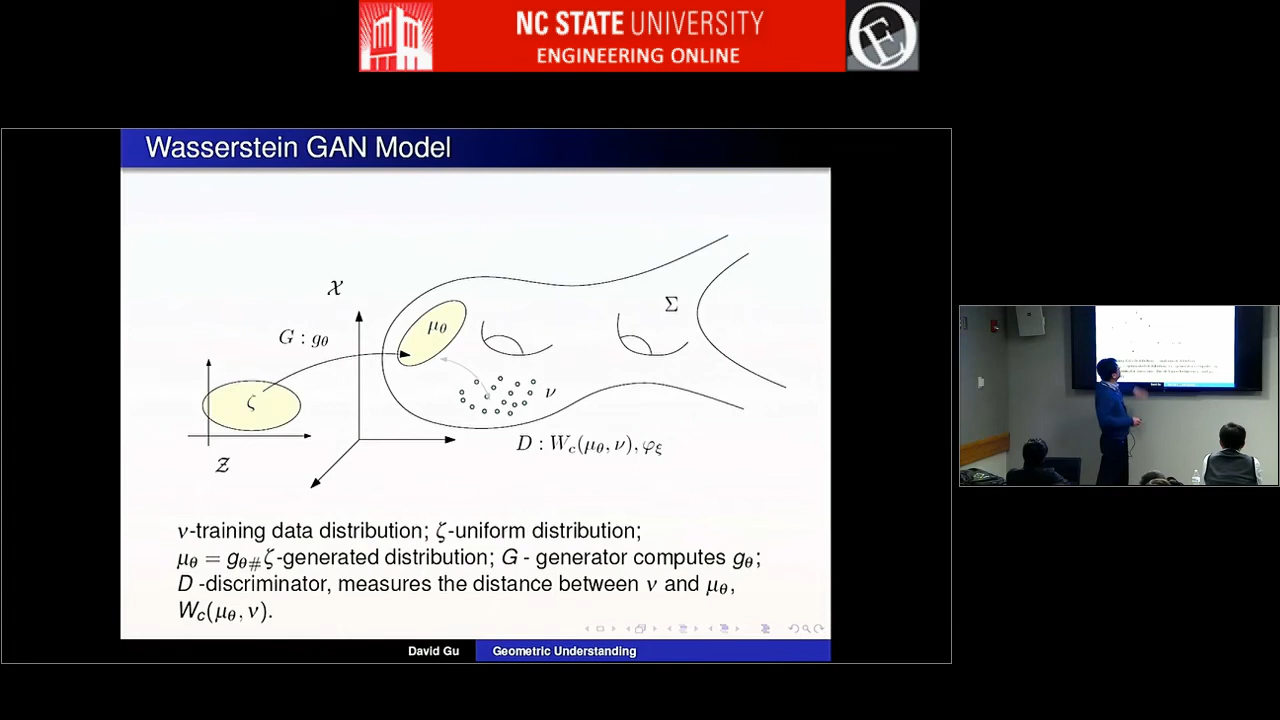 NC STATE UNIVERSITY
ENGINEERING ONLINE
Wasserstein GAN Model
𝒳
G : g_θ
μ_θ
Σ
ζ
ν
𝒵
D : W_c(μ_θ, ν), φ_ξ
ν-training data distribution; ζ-uniform distribution;
μ_θ = g_θ#ζ-generated distribution; G - generator computes g_θ;
D -discriminator, measures the distance between ν and μ_θ,
W_c(μ_θ, ν).
David Gu
Geometric Understanding